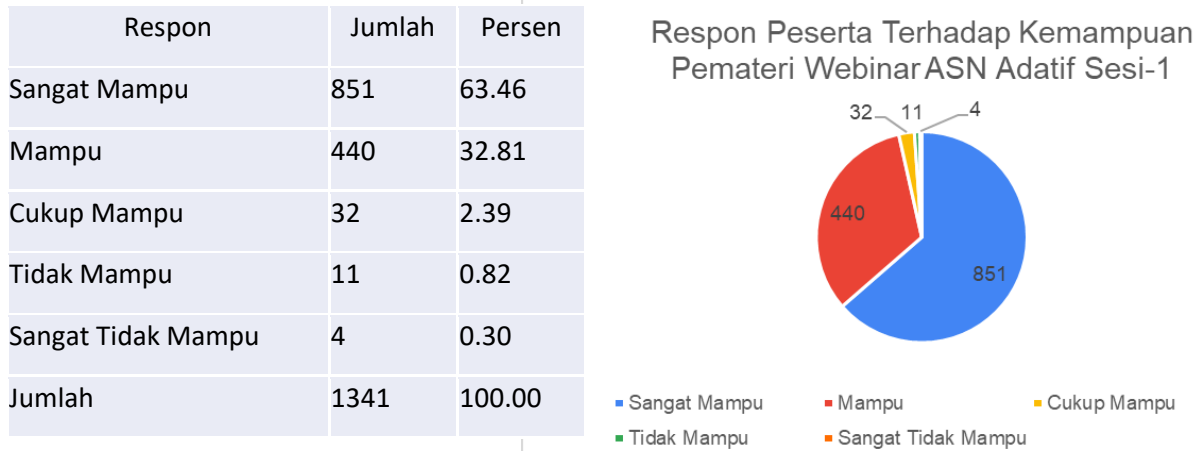 Respon Jumlah Persen
Sangat Mampu 851 63.46
Mampu 440 32.81
Cukup Mampu 32 2.39
Tidak Mampu 11 0.82
Sangat Tidak Mampu 4 0.30
Jumlah 1341 100.00
Respon Peserta Terhadap Kemampuan
Pemateri Webinar ASN Adatif Sesi-1
32 11 4
440
851
Sangat Mampu Mampu Cukup Mampu
Tidak Mampu Sangat Tidak Mampu